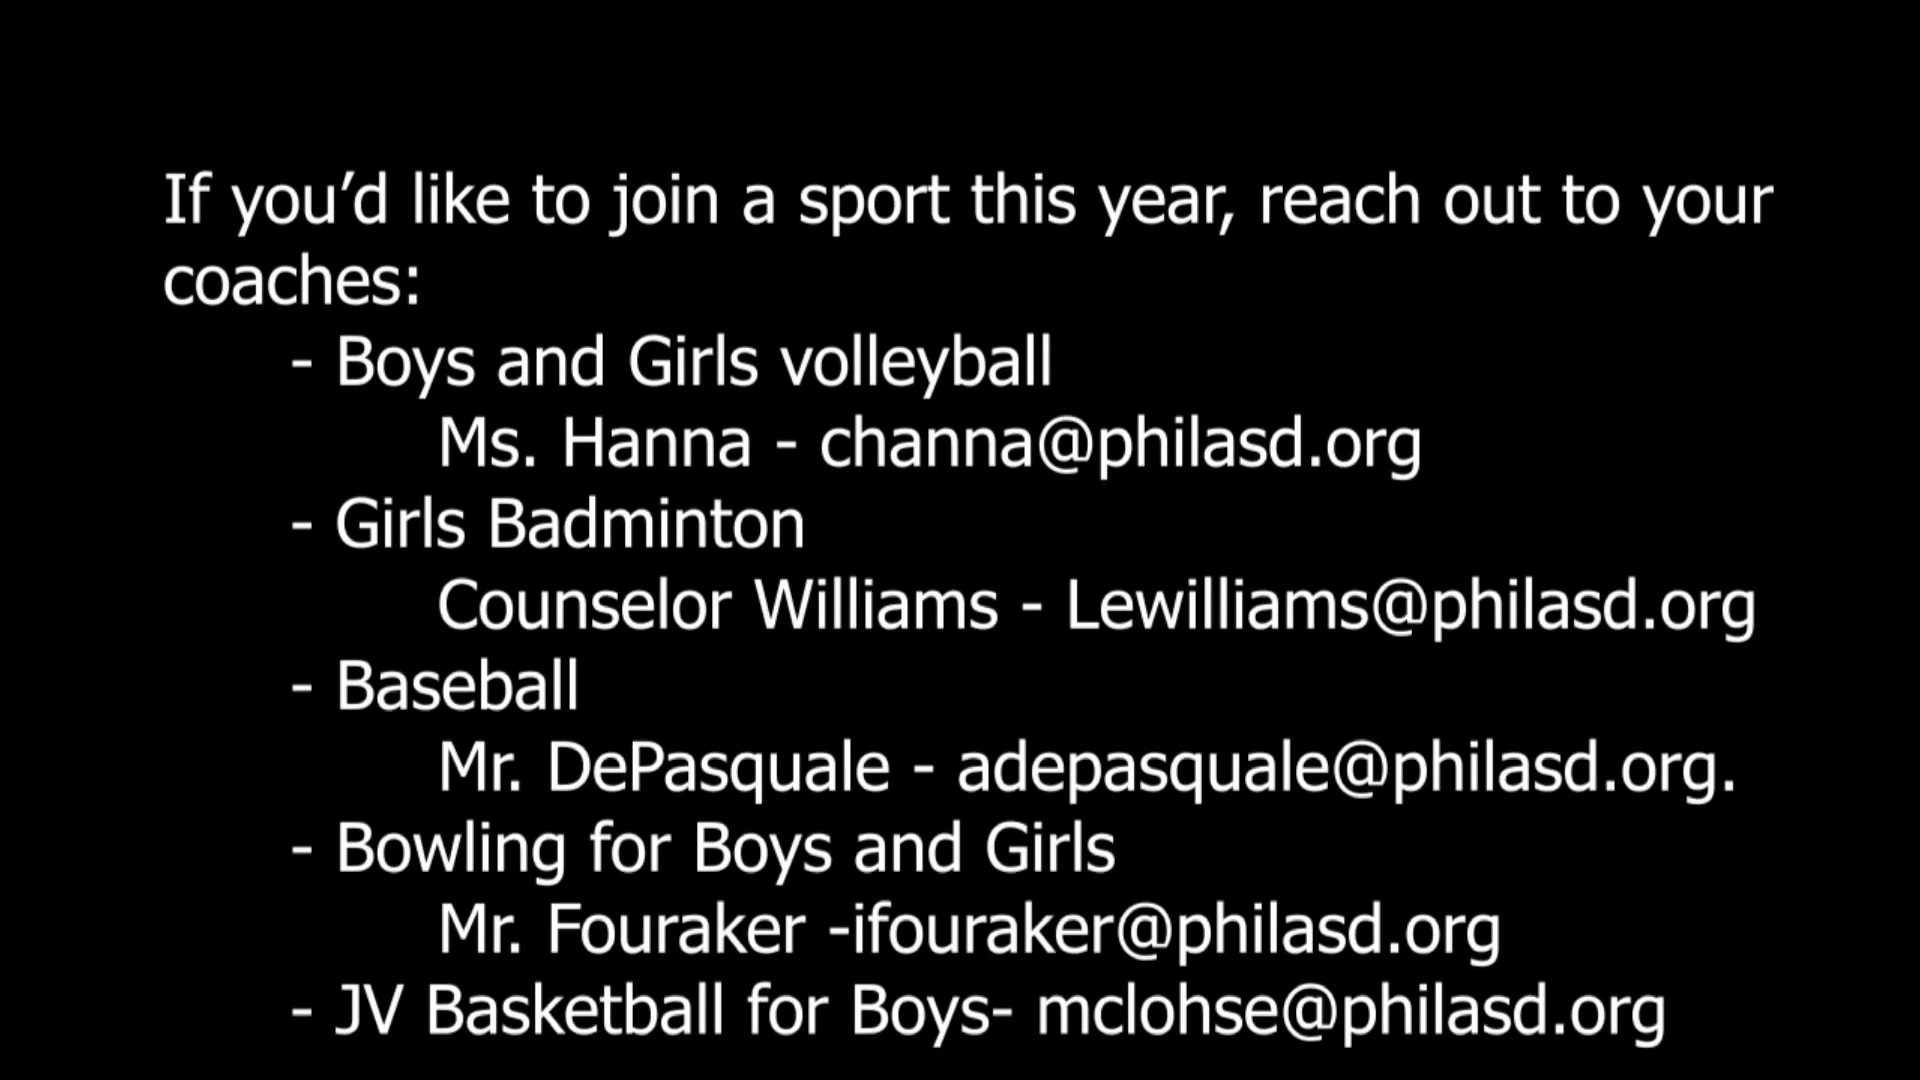 If you’d like to join a sport this year, reach out to your
coaches:
- Boys and Girls volleyball
Ms. Hanna - channa@philasd.org
- Girls Badminton
Counselor Williams - Lewilliams@philasd.org
- Baseball
Mr. DePasquale - adepasquale@philasd.org.
- Bowling for Boys and Girls
Mr. Fouraker -ifouraker@philasd.org
- JV Basketball for Boys- mclohse@philasd.org